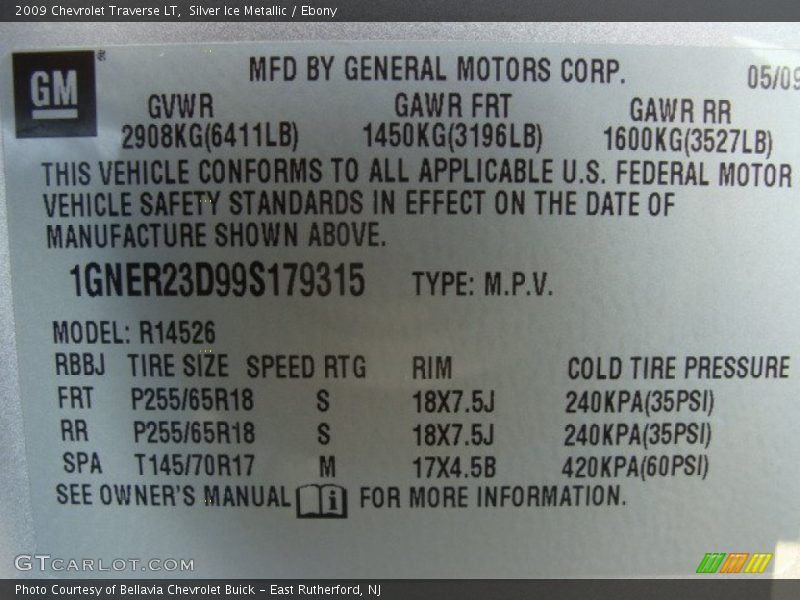 2009 Chevrolet Traverse LT, Silver Ice Metallic / Ebony
GM®
MFD BY GENERAL MOTORS CORP. 05/09
GVWR GAWR FRT GAWR RR
2908KG(6411LB) 1450KG(3196LB) 1600KG(3527LB)
THIS VEHICLE CONFORMS TO ALL APPLICABLE U.S. FEDERAL MOTOR
VEHICLE SAFETY STANDARDS IN EFFECT ON THE DATE OF
MANUFACTURE SHOWN ABOVE.
1GNER23D99S179315 TYPE: M.P.V.
MODEL: R14526
RBBJ TIRE SIZE SPEED RTG RIM COLD TIRE PRESSURE
FRT P255/65R18 S 18X7.5J 240KPA(35PSI)
RR P255/65R18 S 18X7.5J 240KPA(35PSI)
SPA T145/70R17 M 17X4.5B 420KPA(60PSI)
SEE OWNER'S MANUAL i FOR MORE INFORMATION.
GTCARLOT.COM
Photo Courtesy of Bellavia Chevrolet Buick - East Rutherford, NJ